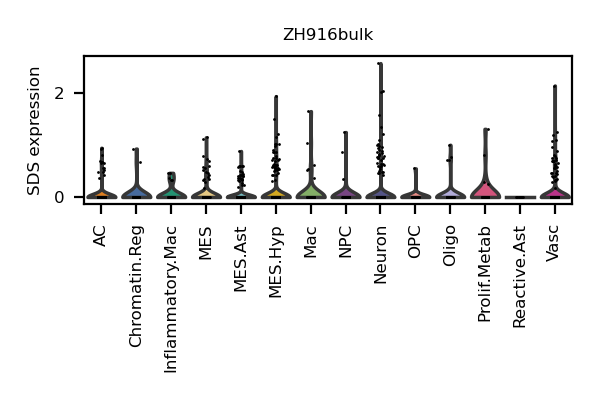 ZH916bulk
SDS expression
2
0
AC
Chromatin.Reg
Inflammatory.Mac
MES
MES.Ast
MES.Hyp
Mac
NPC
Neuron
OPC
Oligo
Prolif.Metab
Reactive.Ast
Vasc